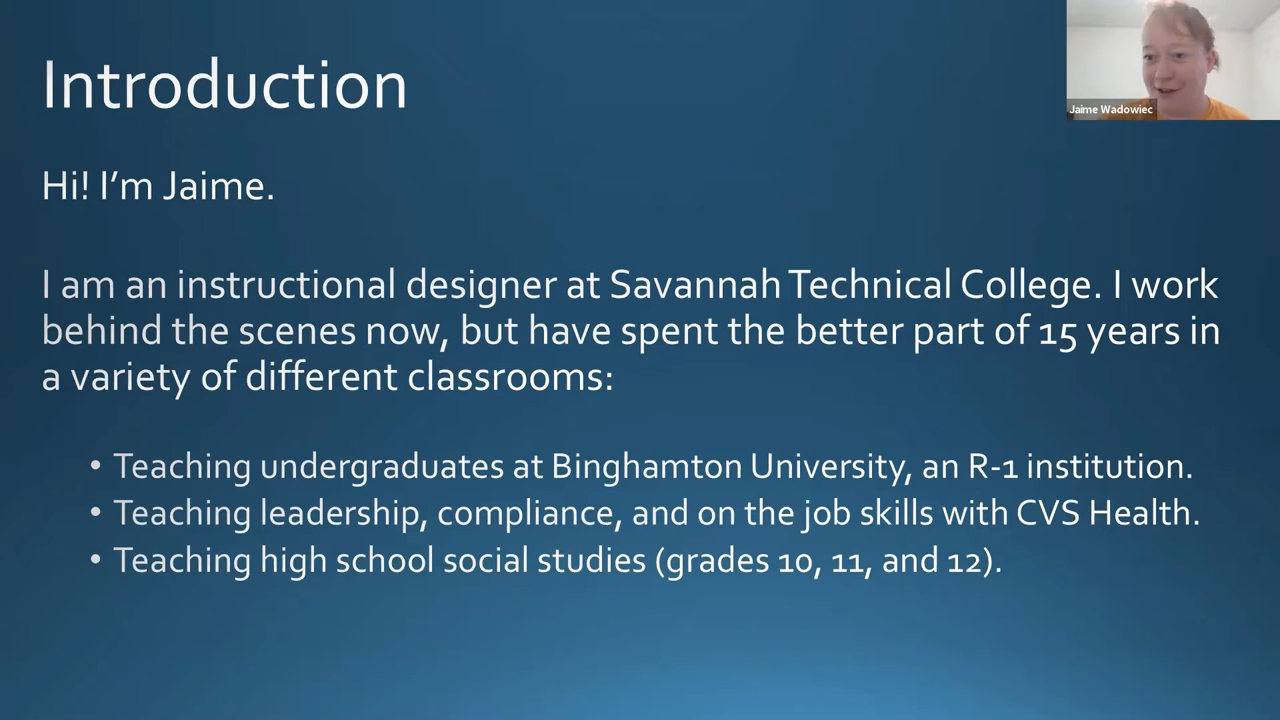 Introduction
Jaime Wadowiec
Hi! I’m Jaime.
I am an instructional designer at Savannah Technical College. I work
behind the scenes now, but have spent the better part of 15 years in
a variety of different classrooms:
• Teaching undergraduates at Binghamton University, an R-1 institution.
• Teaching leadership, compliance, and on the job skills with CVS Health.
• Teaching high school social studies (grades 10, 11, and 12).